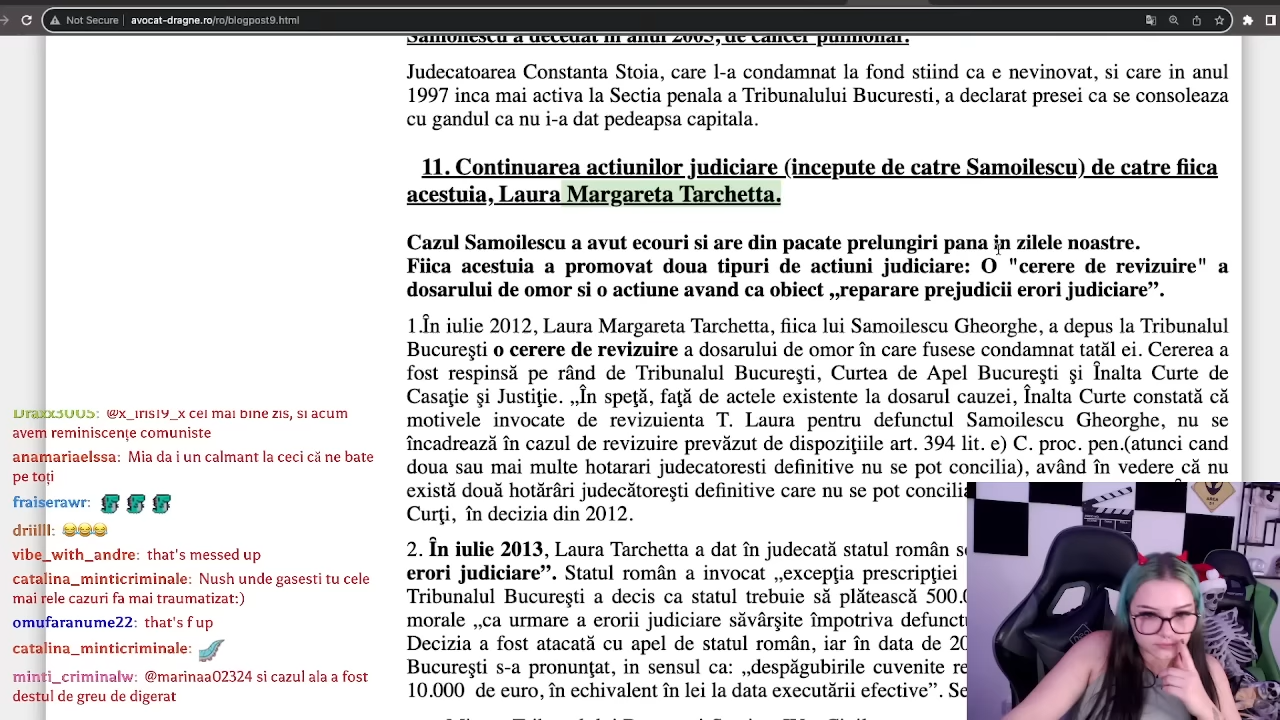 Not Secure | avocat-dragne.ro/ro/blogpost9.html
Samoilescu a decedat in anul 2005, de cancer pulmonar.
Judecatoarea Constanta Stoia, care l-a condamnat la fond stiind ca e nevinovat, si care in anul
1997 inca mai activa la Sectia penala a Tribunalului Bucuresti, a declarat presei ca se consoleaza
cu gandul ca nu i-a dat pedeapsa capitala.
11. Continuarea actiunilor judiciare (incepute de catre Samoilescu) de catre fiica
acestuia, Laura Margareta Tarchetta.
Cazul Samoilescu a avut ecouri si are din pacate prelungiri pana in zilele noastre.
Fiica acestuia a promovat doua tipuri de actiuni judiciare: O "cerere de revizuire" a
dosarului de omor si o actiune avand ca obiect „reparare prejudicii erori judiciare”.
1.În iulie 2012, Laura Margareta Tarchetta, fiica lui Samoilescu Gheorghe, a depus la Tribunalul
Bucureşti o cerere de revizuire a dosarului de omor în care fusese condamnat tatăl ei. Cererea a
fost respinsă pe rând de Tribunalul Bucureşti, Curtea de Apel Bucureşti şi Înalta Curte de
Casaţie şi Justiţie. „În speţă, faţă de actele existente la dosarul cauzei, Înalta Curte constată că
motivele invocate de revizuienta T. Laura pentru defunctul Samoilescu Gheorghe, nu se
încadrează în cazul de revizuire prevăzut de dispoziţiile art. 394 lit. e) C. proc. pen.(atunci cand
doua sau mai multe hotarari judecatoresti definitive nu se pot concilia), având în vedere că nu
există două hotărâri judecătoreşti definitive care nu se pot concilia
Curţi, în decizia din 2012.
2. În iulie 2013, Laura Tarchetta a dat în judecată statul român
erori judiciare”. Statul român a invocat „excepţia prescripţiei
Tribunalul Bucureşti a decis ca statul trebuie să plătească 500.0
morale „ca urmare a erorii judiciare săvârşite împotriva defunct
Decizia a fost atacată cu apel de statul român, iar în data de 20
Bucureşti s-a pronunţat, in sensul ca: „despăgubirile cuvenite re
10.000 de euro, în echivalent în lei la data executării efective”. Se
Draxx3005: @x_iris19_x cel mai bine zis, si acum
avem reminiscențe comuniste
anamariaelssa: Mia da i un calmant la ceci că ne bate
pe toți
fraiserawr:
driilll: 😂😂😂
vibe_with_andre: that's messed up
catalina_minticriminale: Nush unde gasesti tu cele
mai rele cazuri fa mai traumatizat:)
omufaranume22: that's f up
catalina_minticriminale:
minti_criminalw: @marinaa02324 si cazul ala a fost
destul de greu de digerat